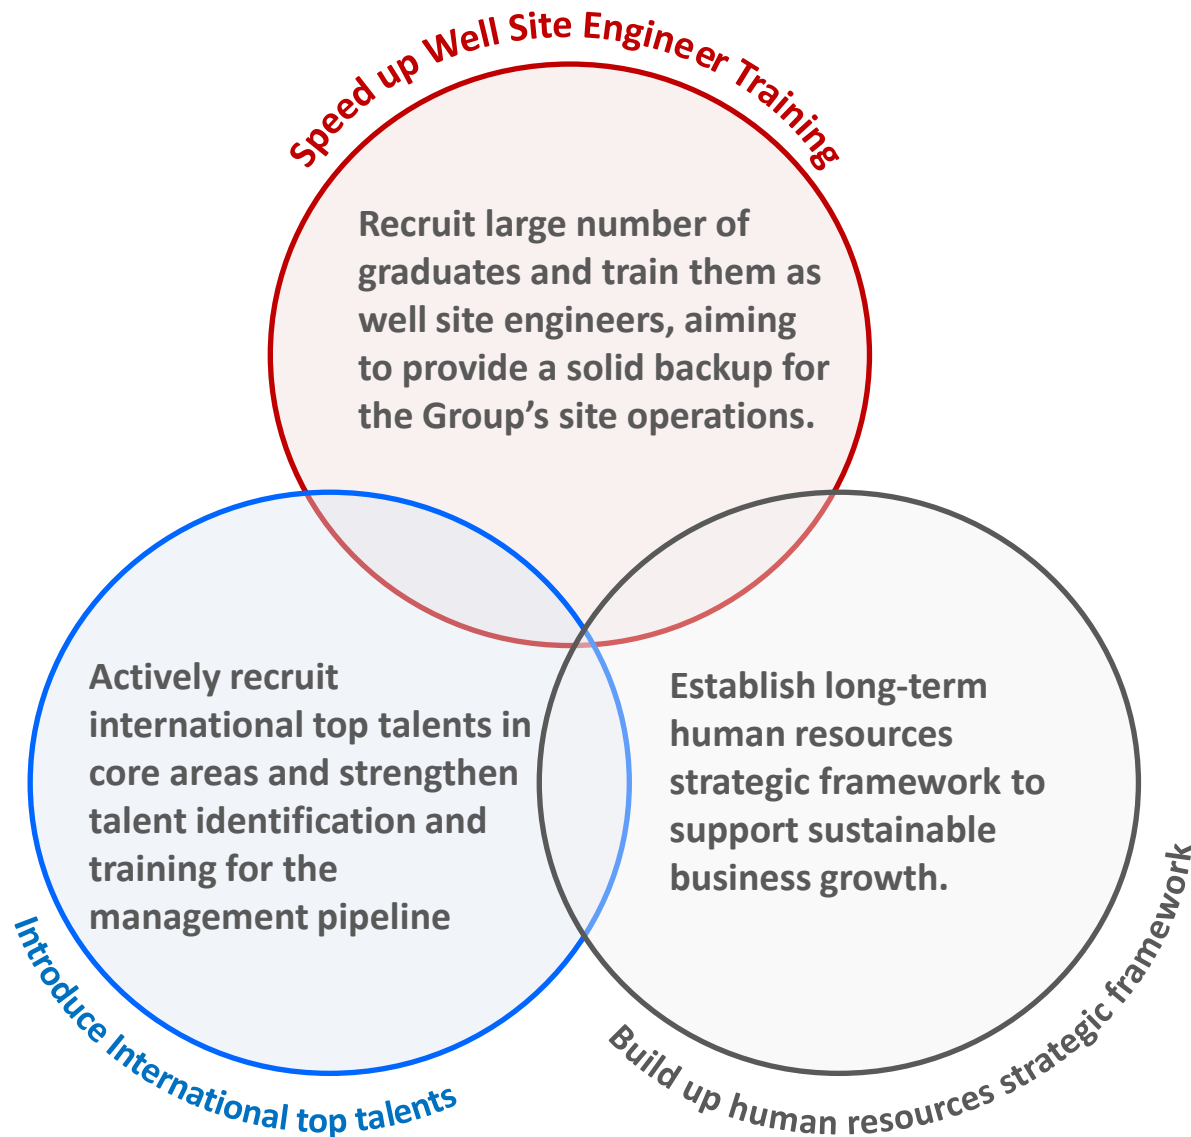 Speed up Well Site Engineer Training
Recruit large number of
graduates and train them as
well site engineers, aiming
to provide a solid backup for
the Group’s site operations.
Actively recruit
international top talents in
core areas and strengthen
talent identification and
training for the
management pipeline
Introduce International top talents
Establish long-term
human resources
strategic framework to
support sustainable
business growth.
Build up human resources strategic framework